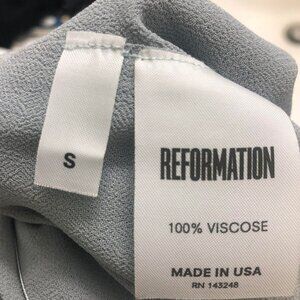 S
REFORMATION
100% VISCOSE
MADE IN USA
RN 143248